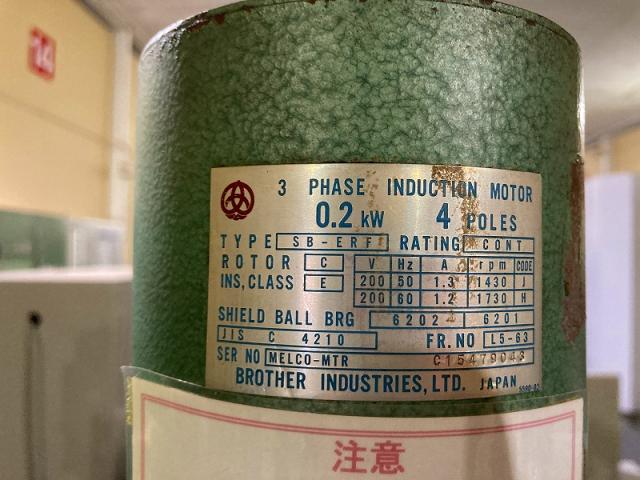 14
3 PHASE INDUCTION MOTOR
0.2 kW 4 POLES
TYPE SB-ERF RATING CONT
ROTOR C V Hz A rpm CODE
INS, CLASS E 200 50 1.3 1430 J
200 60 1.2 1730 H
SHIELD BALL BRG 6202 6201
JIS C 4210 FR. NO L5-63
SER NO MELCO-MTR C15479043
BROTHER INDUSTRIES, LTD. JAPAN
注意